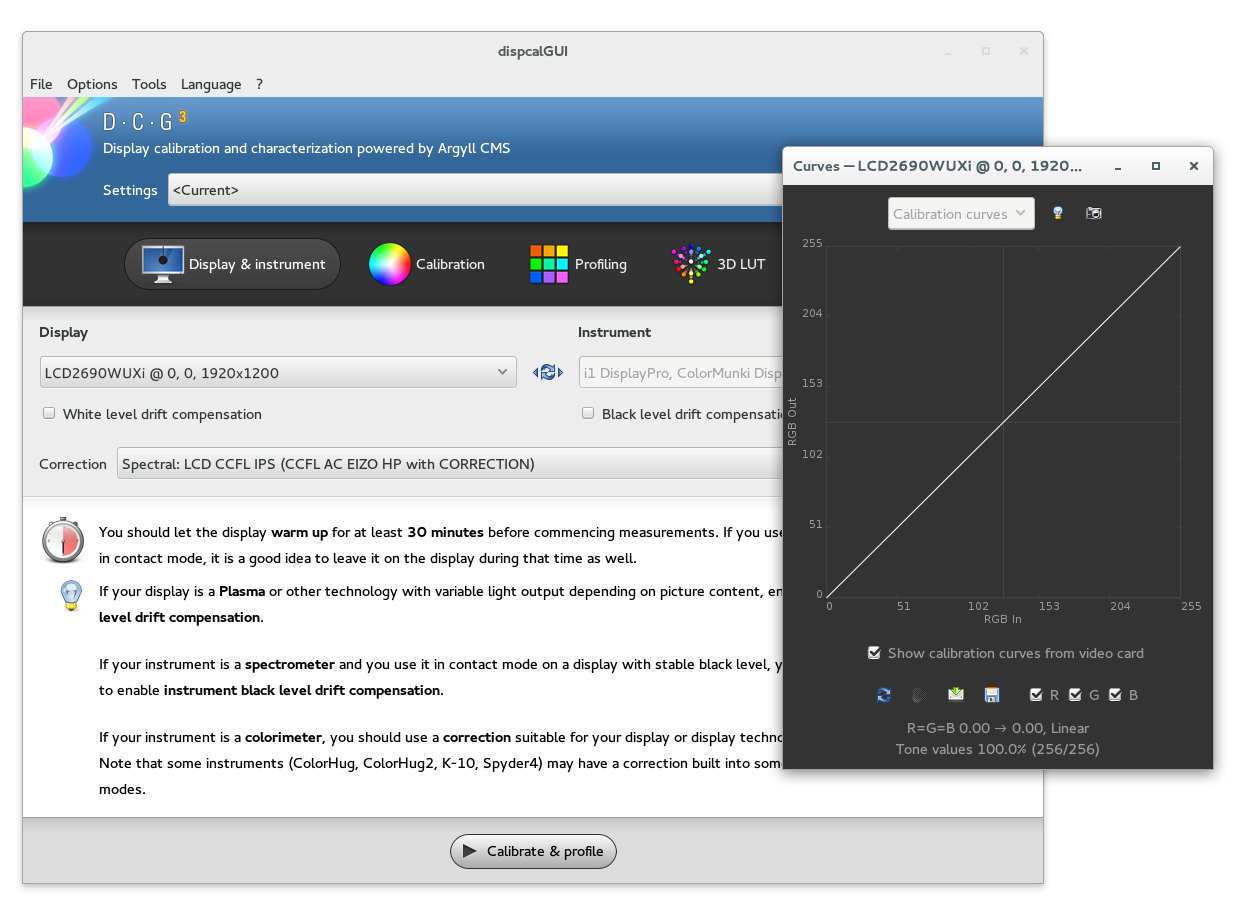 dispcalGUI
File Options Tools Language ?
D·C·G 3
Display calibration and characterization powered by Argyll CMS
Settings <Current>
Display & instrument Calibration Profiling 3D LUT
Display Instrument
LCD2690WUXi @ 0, 0, 1920x1200 i1 DisplayPro, ColorMunki Disp
White level drift compensation Black level drift compensati
Correction Spectral: LCD CCFL IPS (CCFL AC EIZO HP with CORRECTION)
You should let the display warm up for at least 30 minutes before commencing measurements. If you use
in contact mode, it is a good idea to leave it on the display during that time as well.
If your display is a Plasma or other technology with variable light output depending on picture content, en
level drift compensation.
If your instrument is a spectrometer and you use it in contact mode on a display with stable black level, y
to enable instrument black level drift compensation.
If your instrument is a colorimeter, you should use a correction suitable for your display or display techno
Note that some instruments (ColorHug, ColorHug2, K-10, Spyder4) may have a correction built into som
modes.
Calibrate & profile
Curves — LCD2690WUXi @ 0, 0, 1920...
Calibration curves
255
204
153
102
51
0
RGB Out
0 51 102 153 204 255
RGB In
Show calibration curves from video card
R G B
R=G=B 0.00 → 0.00, Linear
Tone values 100.0% (256/256)